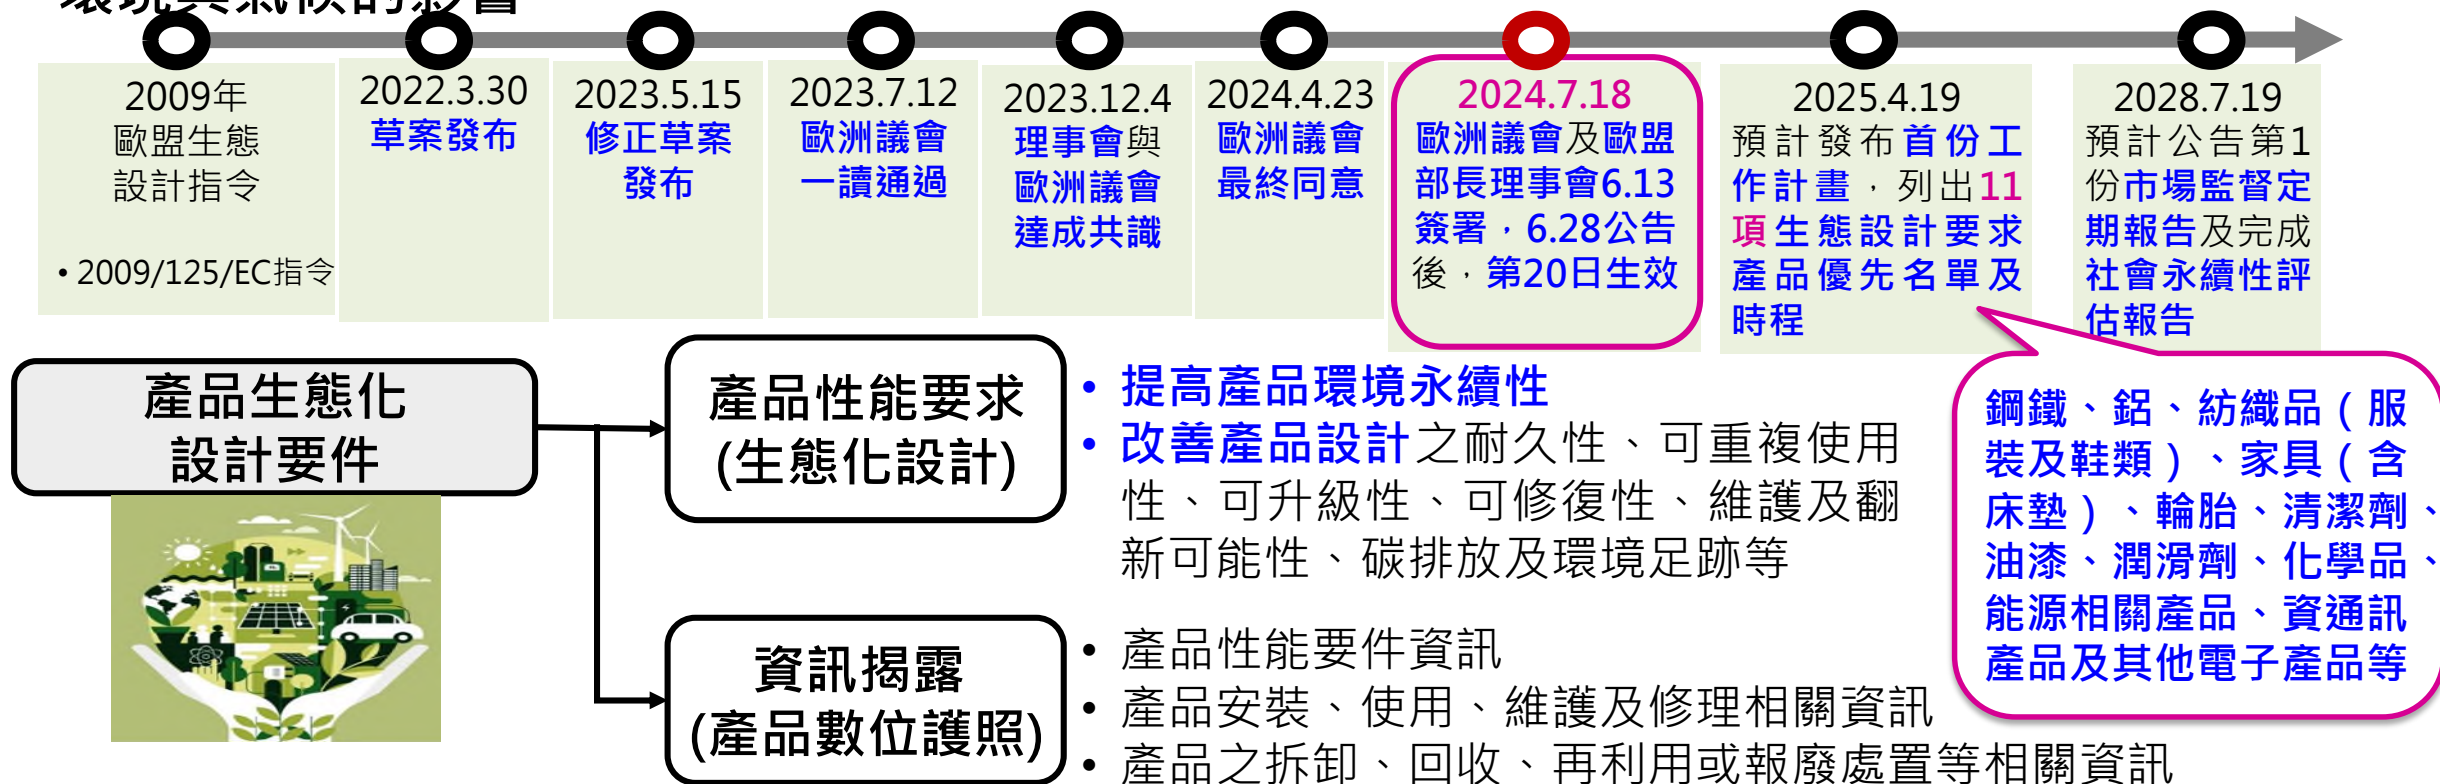 環境與氣候的影響
2009年
歐盟生態
設計指令
• 2009/125/EC指令
2022.3.30
草案發布
2023.5.15
修正草案
發布
2023.7.12
歐洲議會
一讀通過
2023.12.4
理事會與
歐洲議會
達成共識
2024.4.23
歐洲議會
最終同意
2024.7.18
歐洲議會及歐盟
部長理事會6.13
簽署，6.28公告
後，第20日生效
2025.4.19
預計發布首份工
作計畫，列出11
項生態設計要求
產品優先名單及
時程
2028.7.19
預計公告第1
份市場監督定
期報告及完成
社會永續性評
估報告
產品生態化
設計要件
產品性能要求
(生態化設計)
• 提高產品環境永續性
• 改善產品設計之耐久性、可重複使用
性、可升級性、可修復性、維護及翻
新可能性、碳排放及環境足跡等
鋼鐵、鋁、紡織品（服
裝及鞋類）、家具（含
床墊）、輪胎、清潔劑、
油漆、潤滑劑、化學品、
能源相關產品、資通訊
產品及其他電子產品等
資訊揭露
(產品數位護照)
• 產品性能要件資訊
• 產品安裝、使用、維護及修理相關資訊
• 產品之拆卸、回收、再利用或報廢處置等相關資訊